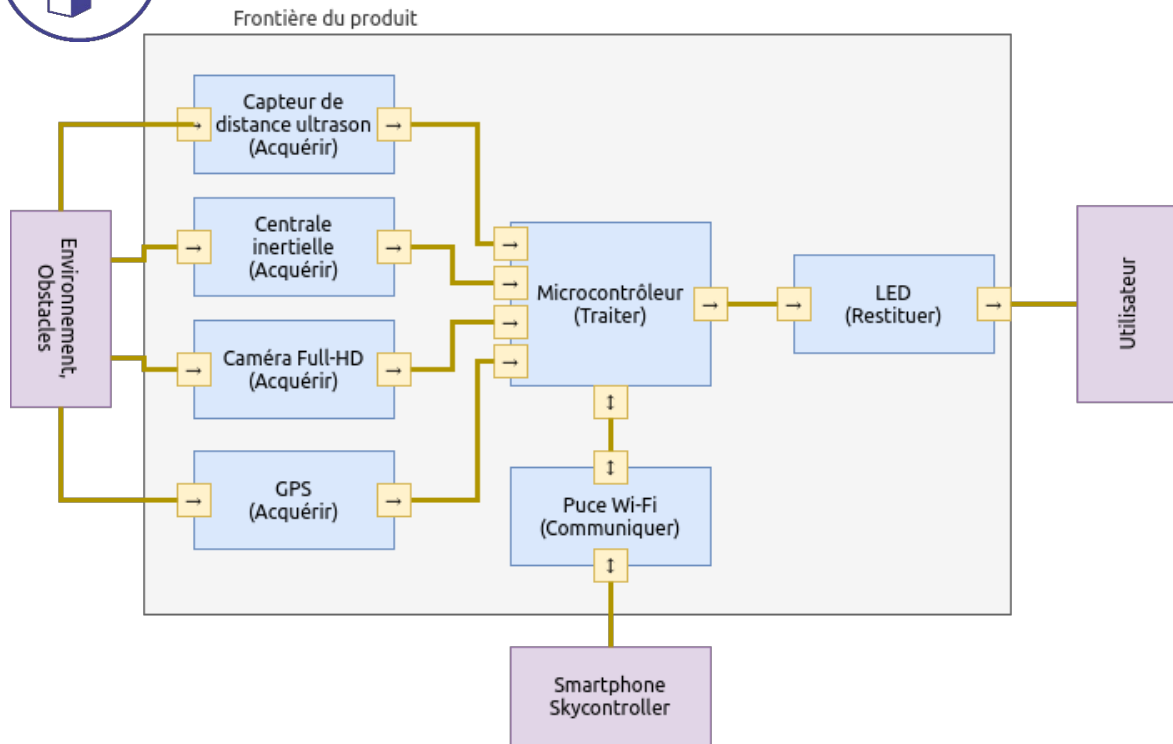 Frontière du produit
Capteur de
distance ultrason
(Acquérir)
Centrale
inertielle
(Acquérir)
Environnement,
Obstacles
Caméra Full-HD
(Acquérir)
GPS
(Acquérir)
Microcontrôleur
(Traiter)
LED
(Restituer)
Utilisateur
Puce Wi-Fi
(Communiquer)
Smartphone
Skycontroller